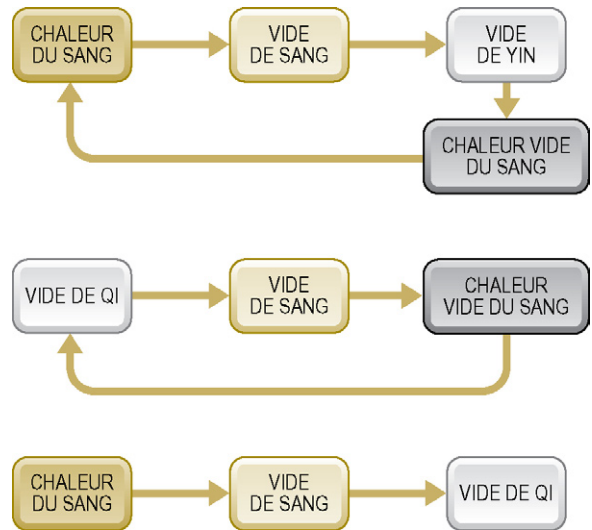 CHALEUR
DU SANG
VIDE
DE SANG
VIDE
DE YIN
CHALEUR VIDE
DU SANG
VIDE DE QI
VIDE
DE SANG
CHALEUR
VIDE DU SANG
CHALEUR
DU SANG
VIDE
DE SANG
VIDE DE QI